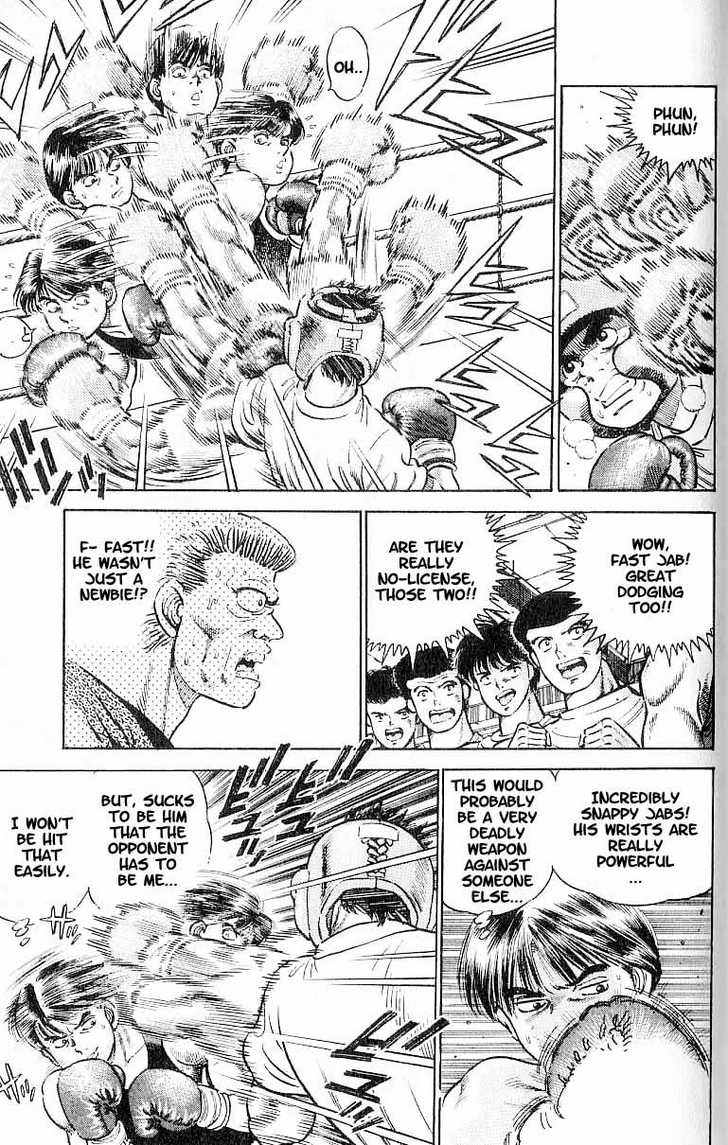 PHUN,
PHUN!
OH..
WOW,
FAST JAB!
GREAT
DODGING
TOO!!
ARE THEY
REALLY
NO-LICENSE,
THOSE TWO!!
F- FAST!!
HE WASN'T
JUST A
NEWBIE!?
INCREDIBLY
SNAPPY JABS!
HIS WRISTS ARE
REALLY
POWERFUL
...
THIS WOULD
PROBABLY
BE A VERY
DEADLY
WEAPON
AGAINST
SOMEONE
ELSE...
BUT, SUCKS
TO BE HIM
THAT THE
OPPONENT
HAS TO
BE ME...
I WON'T
BE HIT
THAT
EASILY.